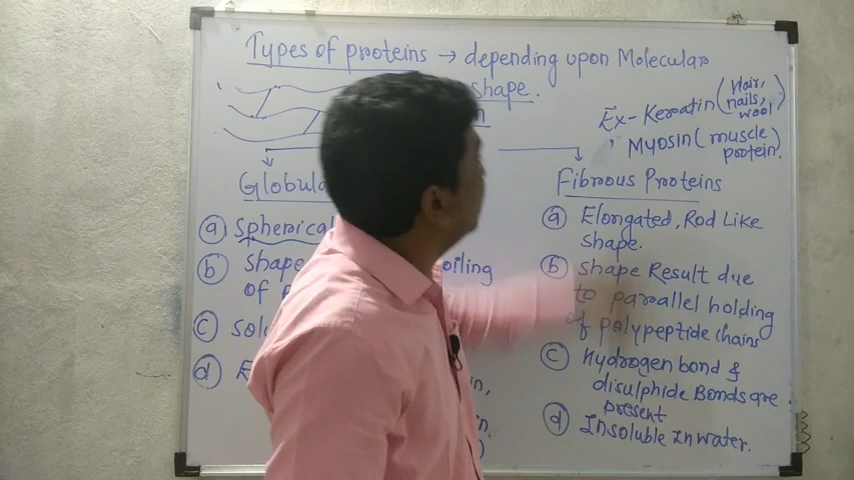 Types of proteins → depending upon Molecular
shape.
Ex- Keratin (Hair,
nails,
wool)
" Myosin (muscle
protein.)
Globula
ⓐ Spherical
ⓑ shape oiling
of
ⓒ Sol
ⓓ E
in,
Fibrous Proteins
ⓐ Elongated, Rod Like
shape.
ⓑ shape Result due
to parallel holding
of polypeptide chains
ⓒ Hydrogen bond &
disulphide Bonds are
present
ⓓ Insoluble in water.